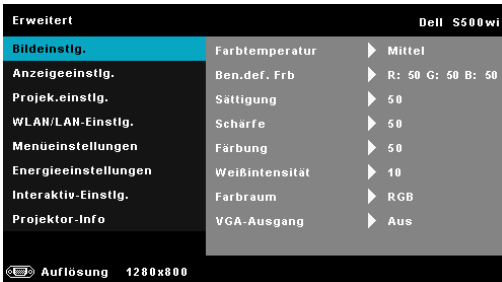 Erweitert Dell S500wi
Bildeinstlg. Farbtemperatur Mittel
Anzeigeeinstlg. Ben.def. Frb R: 50 G: 50 B: 50
Projek.einstlg. Sättigung 50
WLAN/LAN-Einstlg. Schärfe 50
Menüeinstellungen Färbung 50
Energieeinstellungen Weißintensität 10
Interaktiv-Einstlg. Farbraum RGB
Projektor-Info VGA-Ausgang Aus
Auflösung 1280x800